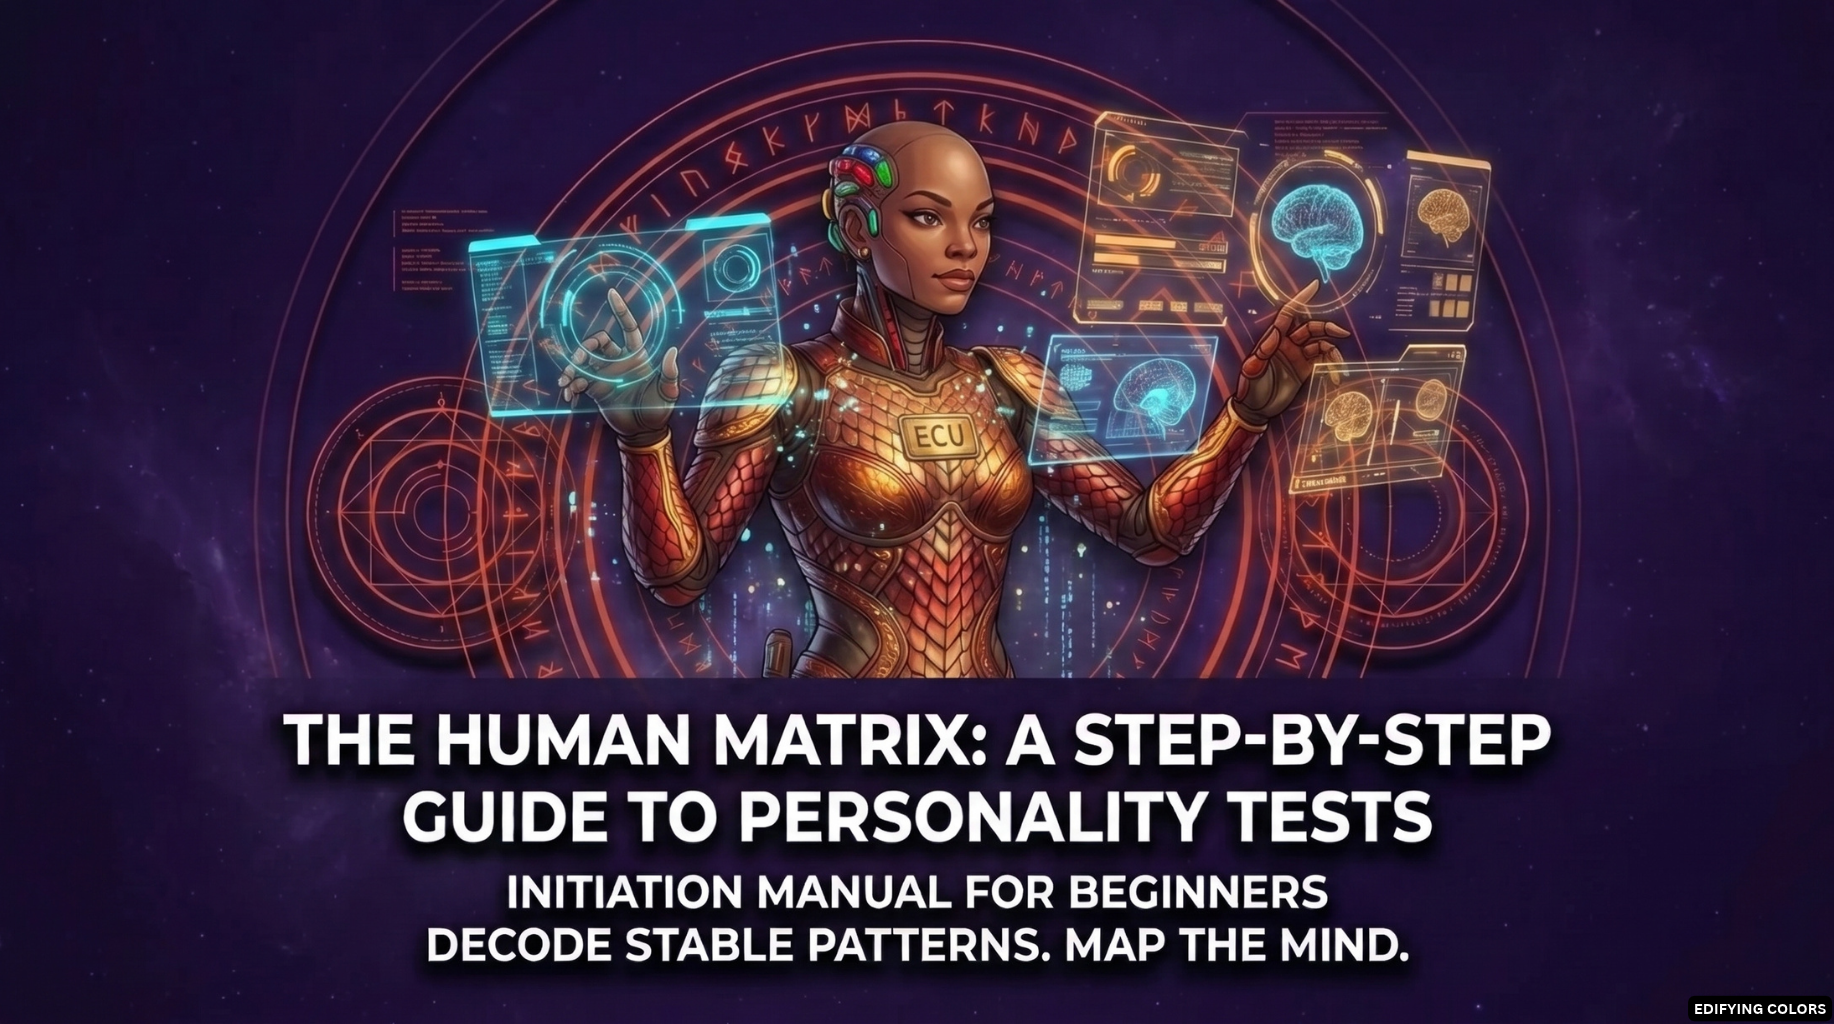 ECU
THE HUMAN MATRIX: A STEP-BY-STEP
GUIDE TO PERSONALITY TESTS
INITIATION MANUAL FOR BEGINNERS
DECODE STABLE PATTERNS. MAP THE MIND.
EDIFYING COLORS